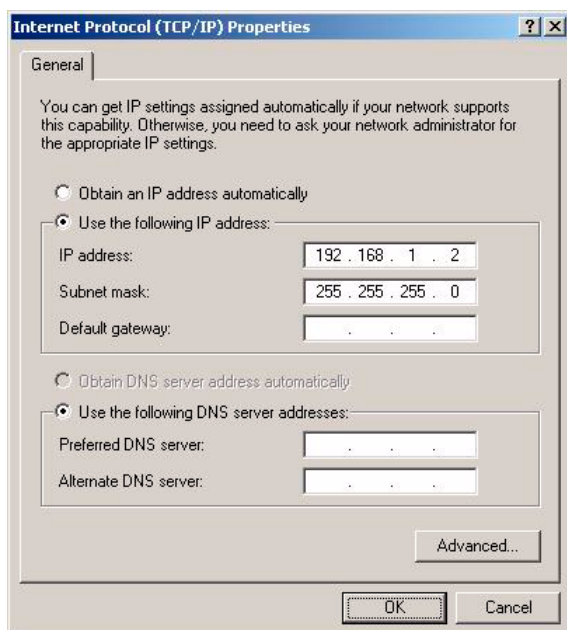 Internet Protocol (TCP/IP) Properties
General
You can get IP settings assigned automatically if your network supports
this capability. Otherwise, you need to ask your network administrator for
the appropriate IP settings.
Obtain an IP address automatically
Use the following IP address:
IP address: 192 . 168 . 1 . 2
Subnet mask: 255 . 255 . 255 . 0
Default gateway: . . .
Obtain DNS server address automatically
Use the following DNS server addresses:
Preferred DNS server: . . .
Alternate DNS server: . . .
Advanced...
OK Cancel